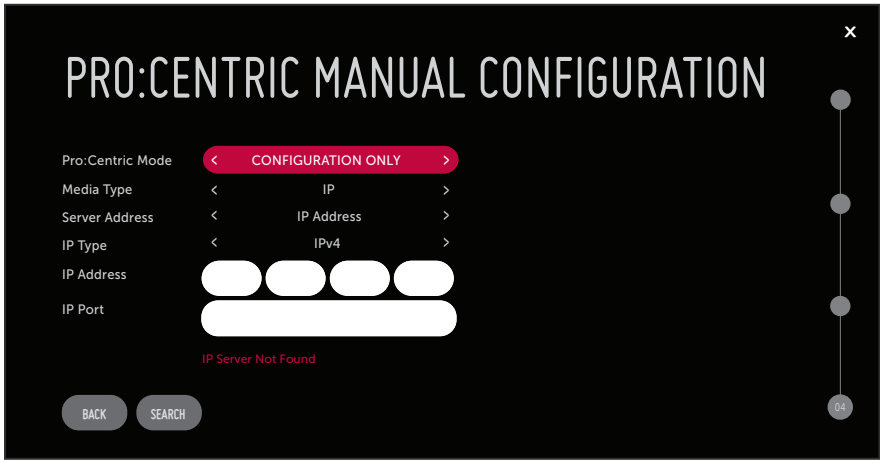 X
PRO:CENTRIC MANUAL CONFIGURATION
Pro:Centric Mode < CONFIGURATION ONLY >
Media Type < IP >
Server Address < IP Address >
IP Type < IPv4 >
IP Address
IP Port
IP Server Not Found
BACK SEARCH
04